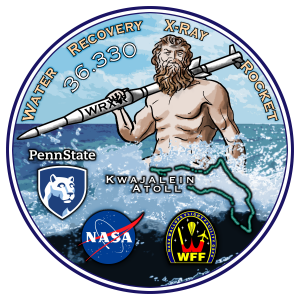 Water Recovery X-Ray Rocket
36.330
WRX
PennState
Kwajalein
Atoll
NASA
WFF